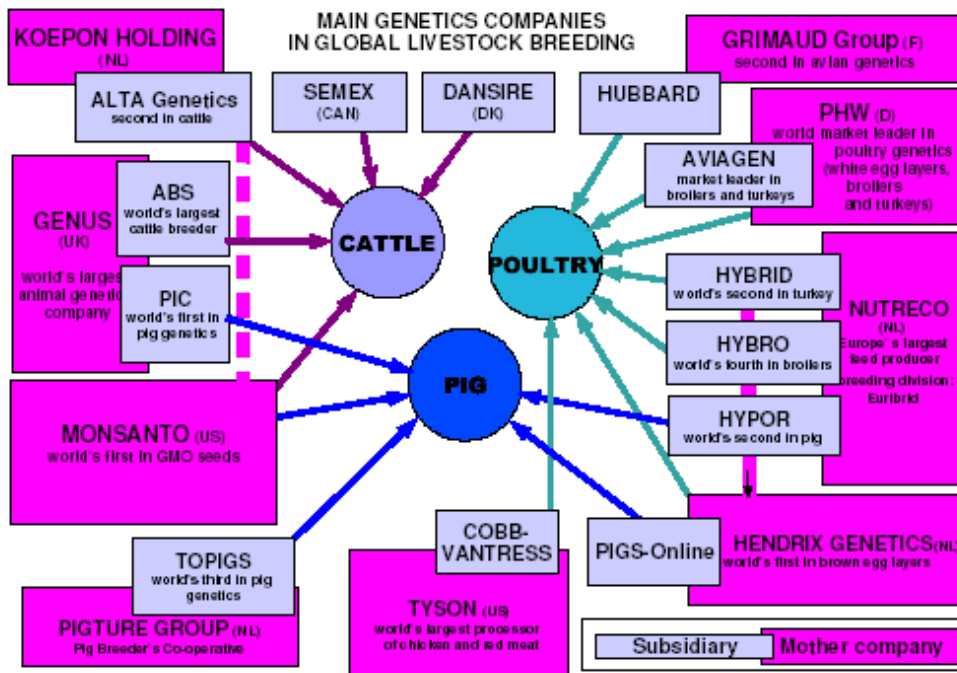 MAIN GENETICS COMPANIES
IN GLOBAL LIVESTOCK BREEDING
KOEPON HOLDING
(NL)
ALTA Genetics
second in cattle
SEMEX
(CAN)
DANSIRE
(DK)
HUBBARD
GRIMAUD Group (F)
second in avian genetics
PHW (D)
world market leader in
poultry genetics
(white egg layers,
broilers
and turkeys)
AVIAGEN
market leader in
broilers and turkeys
GENUS
(UK)
world's largest
animal genetic
company
ABS
world's largest
cattle breeder
PIC
world's first in
pig genetics
CATTLE
POULTRY
PIG
HYBRID
world's second in turkey
HYBRO
world's fourth in broilers
HYPOR
world's second in pig
NUTRECO
(NL)
Europe's largest
feed producer
breeding division:
Euribrid
MONSANTO (US)
world's first in GMO seeds
TOPIGS
world's third in pig
genetics
PIGTURE GROUP (NL)
Pig Breeder's Co-operative
COBB-
VANTRESS
TYSON (US)
world's largest processor
of chicken and red meat
PIGS-Online
HENDRIX GENETICS (NL)
world's first in brown egg layers
Subsidiary
Mother company